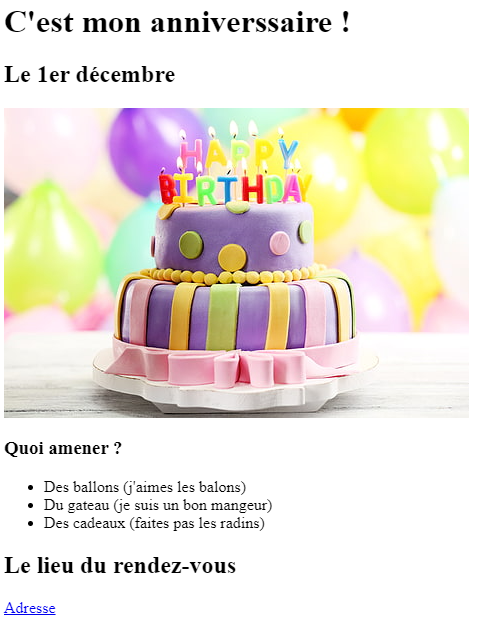 C'est mon anniverssaire !
Le 1er décembre
HAPPY
BIRTHDAY
Quoi amener ?
Des ballons (j'aimes les balons)
Du gateau (je suis un bon mangeur)
Des cadeaux (faites pas les radins)
Le lieu du rendez-vous
Adresse